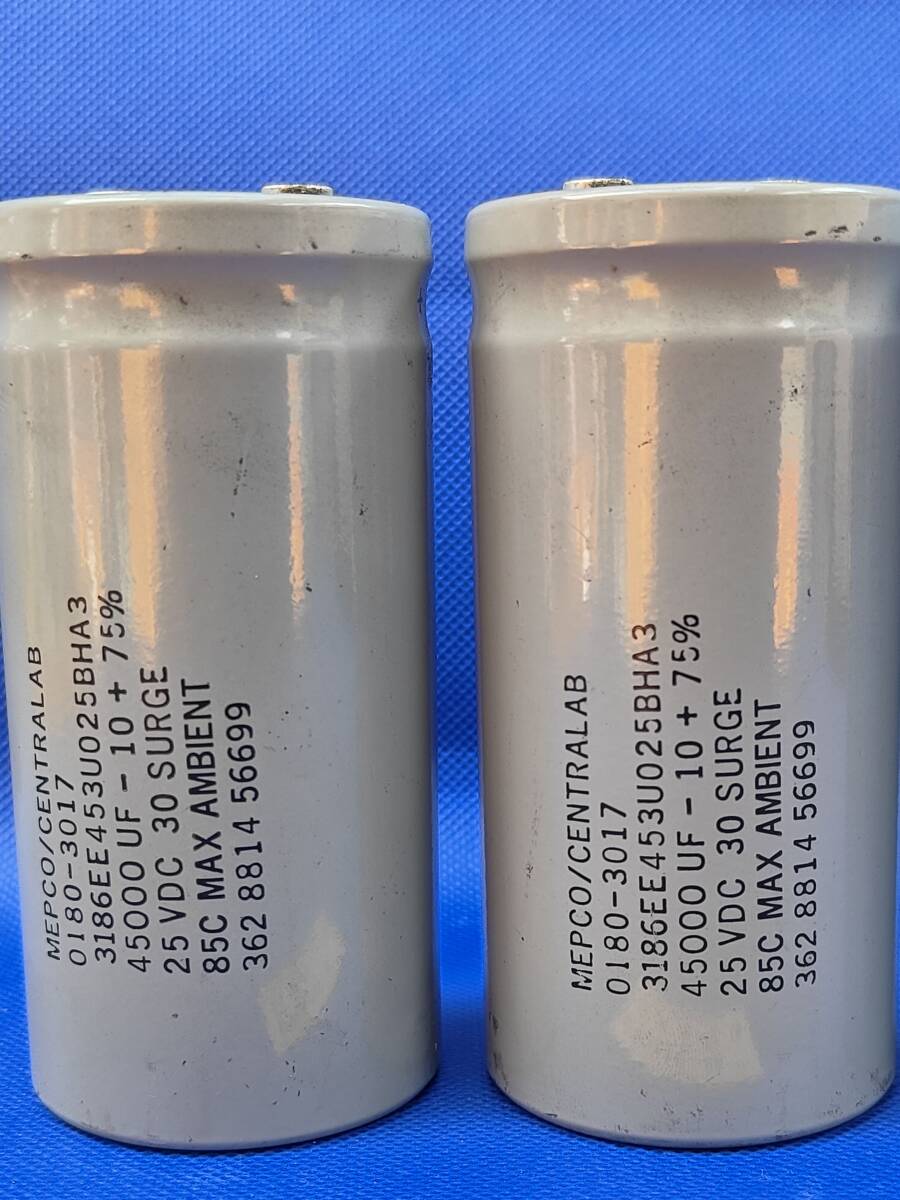 MEPCO/CENTRALAB
0180-3017
3186EE453U025BHA3
45000 UF - 10 + 75%
25 VDC 30 SURGE
85C MAX AMBIENT
362 8814 56699
MEPCO/CENTRALAB
0180-3017
3186EE453U025BHA3
45000 UF - 10 + 75%
25 VDC 30 SURGE
85C MAX AMBIENT
362 8814 56699